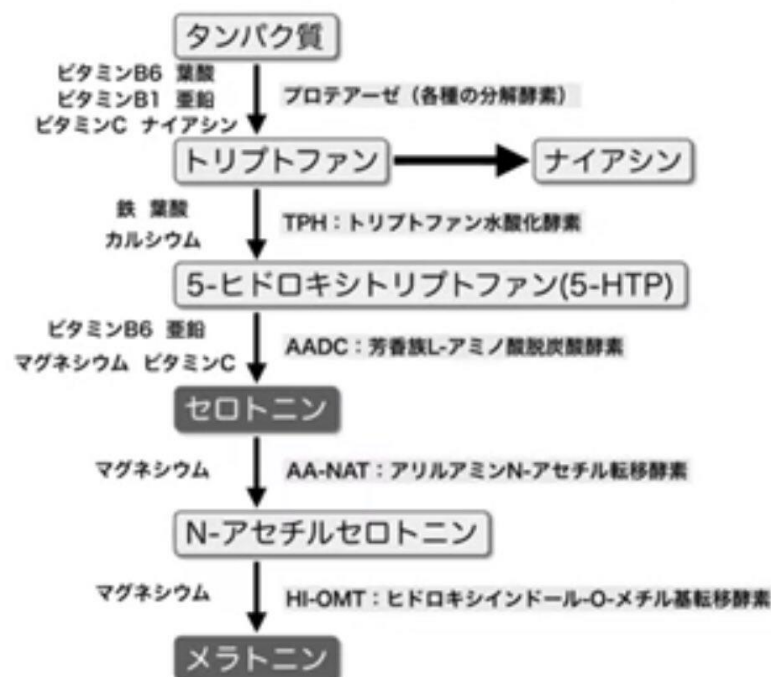 タンパク質
ビタミンB6 葉酸
ビタミンB1 亜鉛
ビタミンC ナイアシン
プロテアーゼ（各種の分解酵素）
トリプトファン
ナイアシン
鉄 葉酸
カルシウム
TPH：トリプトファン水酸化酵素
5-ヒドロキシトリプトファン(5-HTP)
ビタミンB6 亜鉛
マグネシウム ビタミンC
AADC：芳香族L-アミノ酸脱炭酸酵素
セロトニン
マグネシウム
AA-NAT：アリルアミンN-アセチル転移酵素
N-アセチルセロトニン
マグネシウム
HI-OMT：ヒドロキシインドール-O-メチル基転移酵素
メラトニン